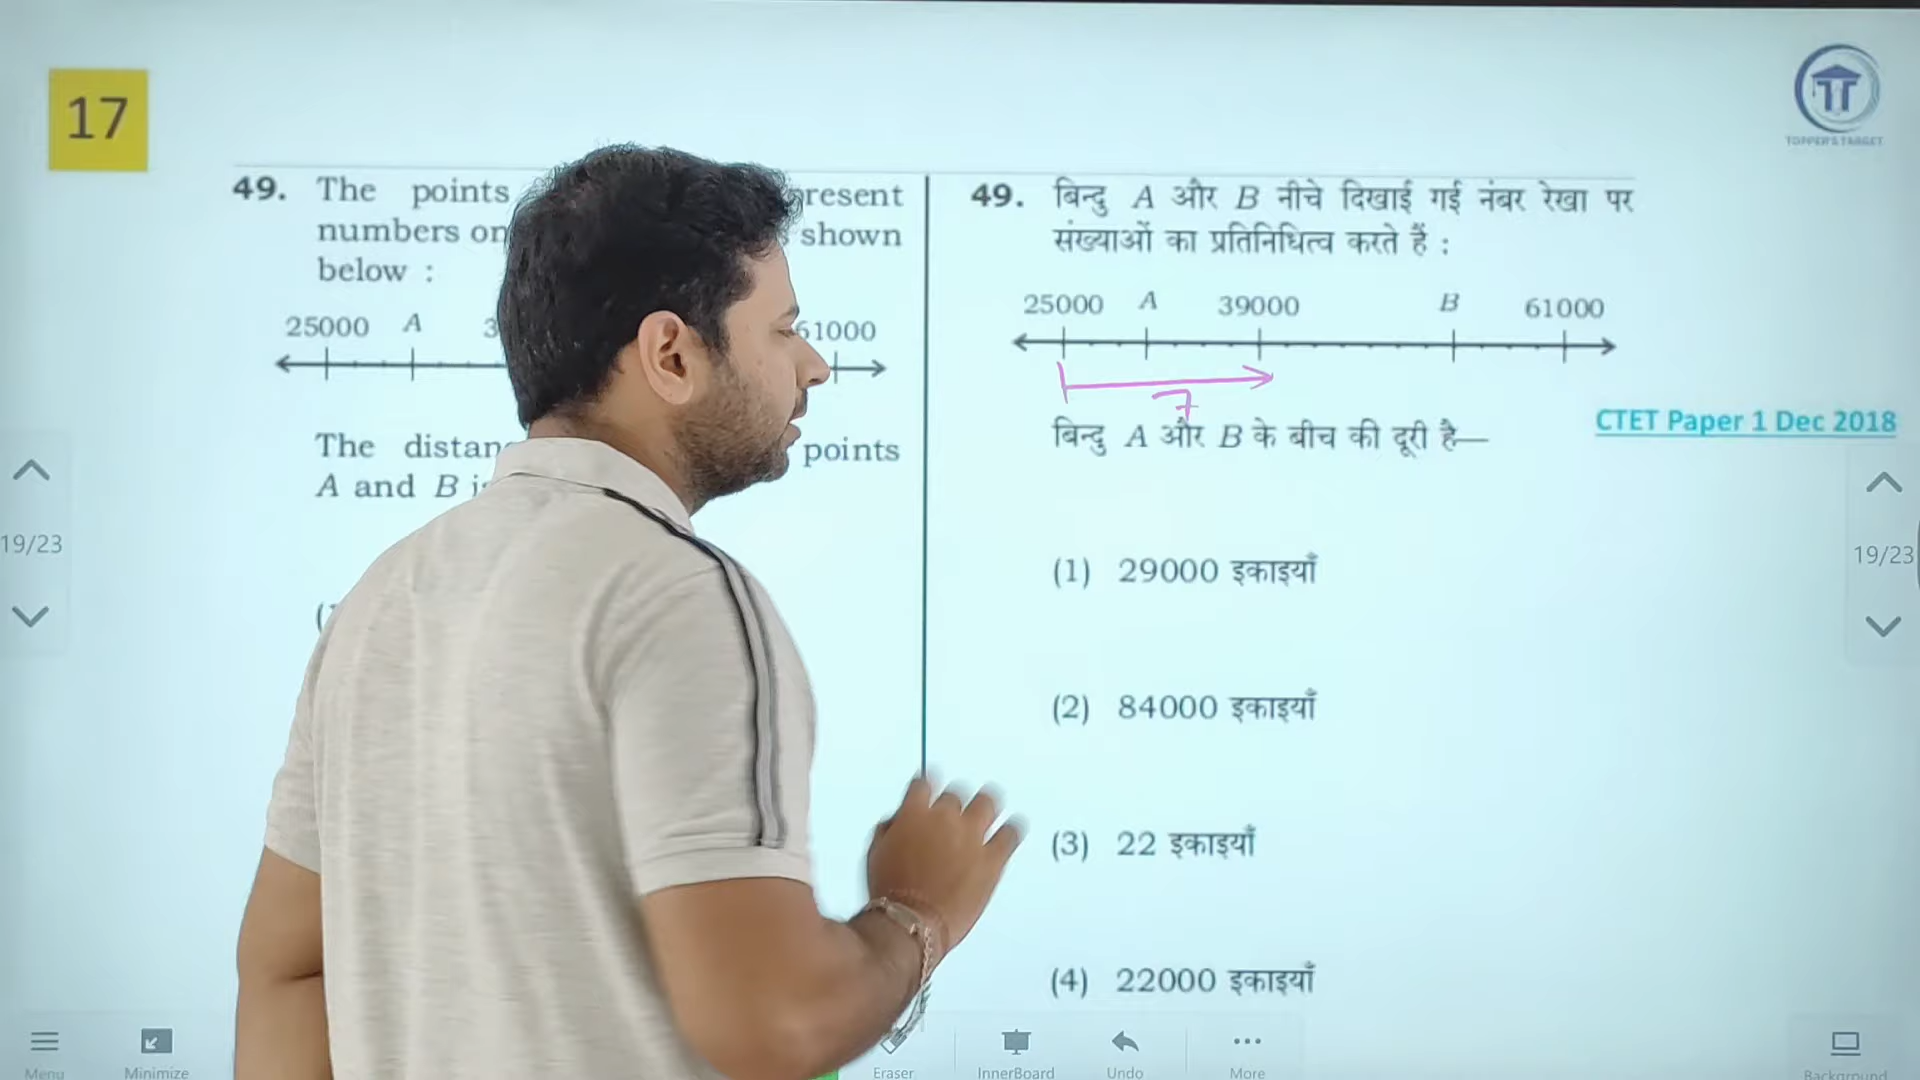 17
TOPPER'S TARGET
49. The points resent
numbers on shown
below :
25000 A 61000
The points
A and B
49. बिन्दु A और B नीचे दिखाई गई नंबर रेखा पर
संख्याओं का प्रतिनिधित्व करते हैं :
25000 A 39000 B 61000
7
बिन्दु A और B के बीच की दूरी है—
CTET Paper 1 Dec 2018
(1) 29000 इकाइयाँ
(2) 84000 इकाइयाँ
(3) 22 इकाइयाँ
(4) 22000 इकाइयाँ
19/23
19/23
Menu
Minimize
Eraser
InnerBoard
Undo
More
Background